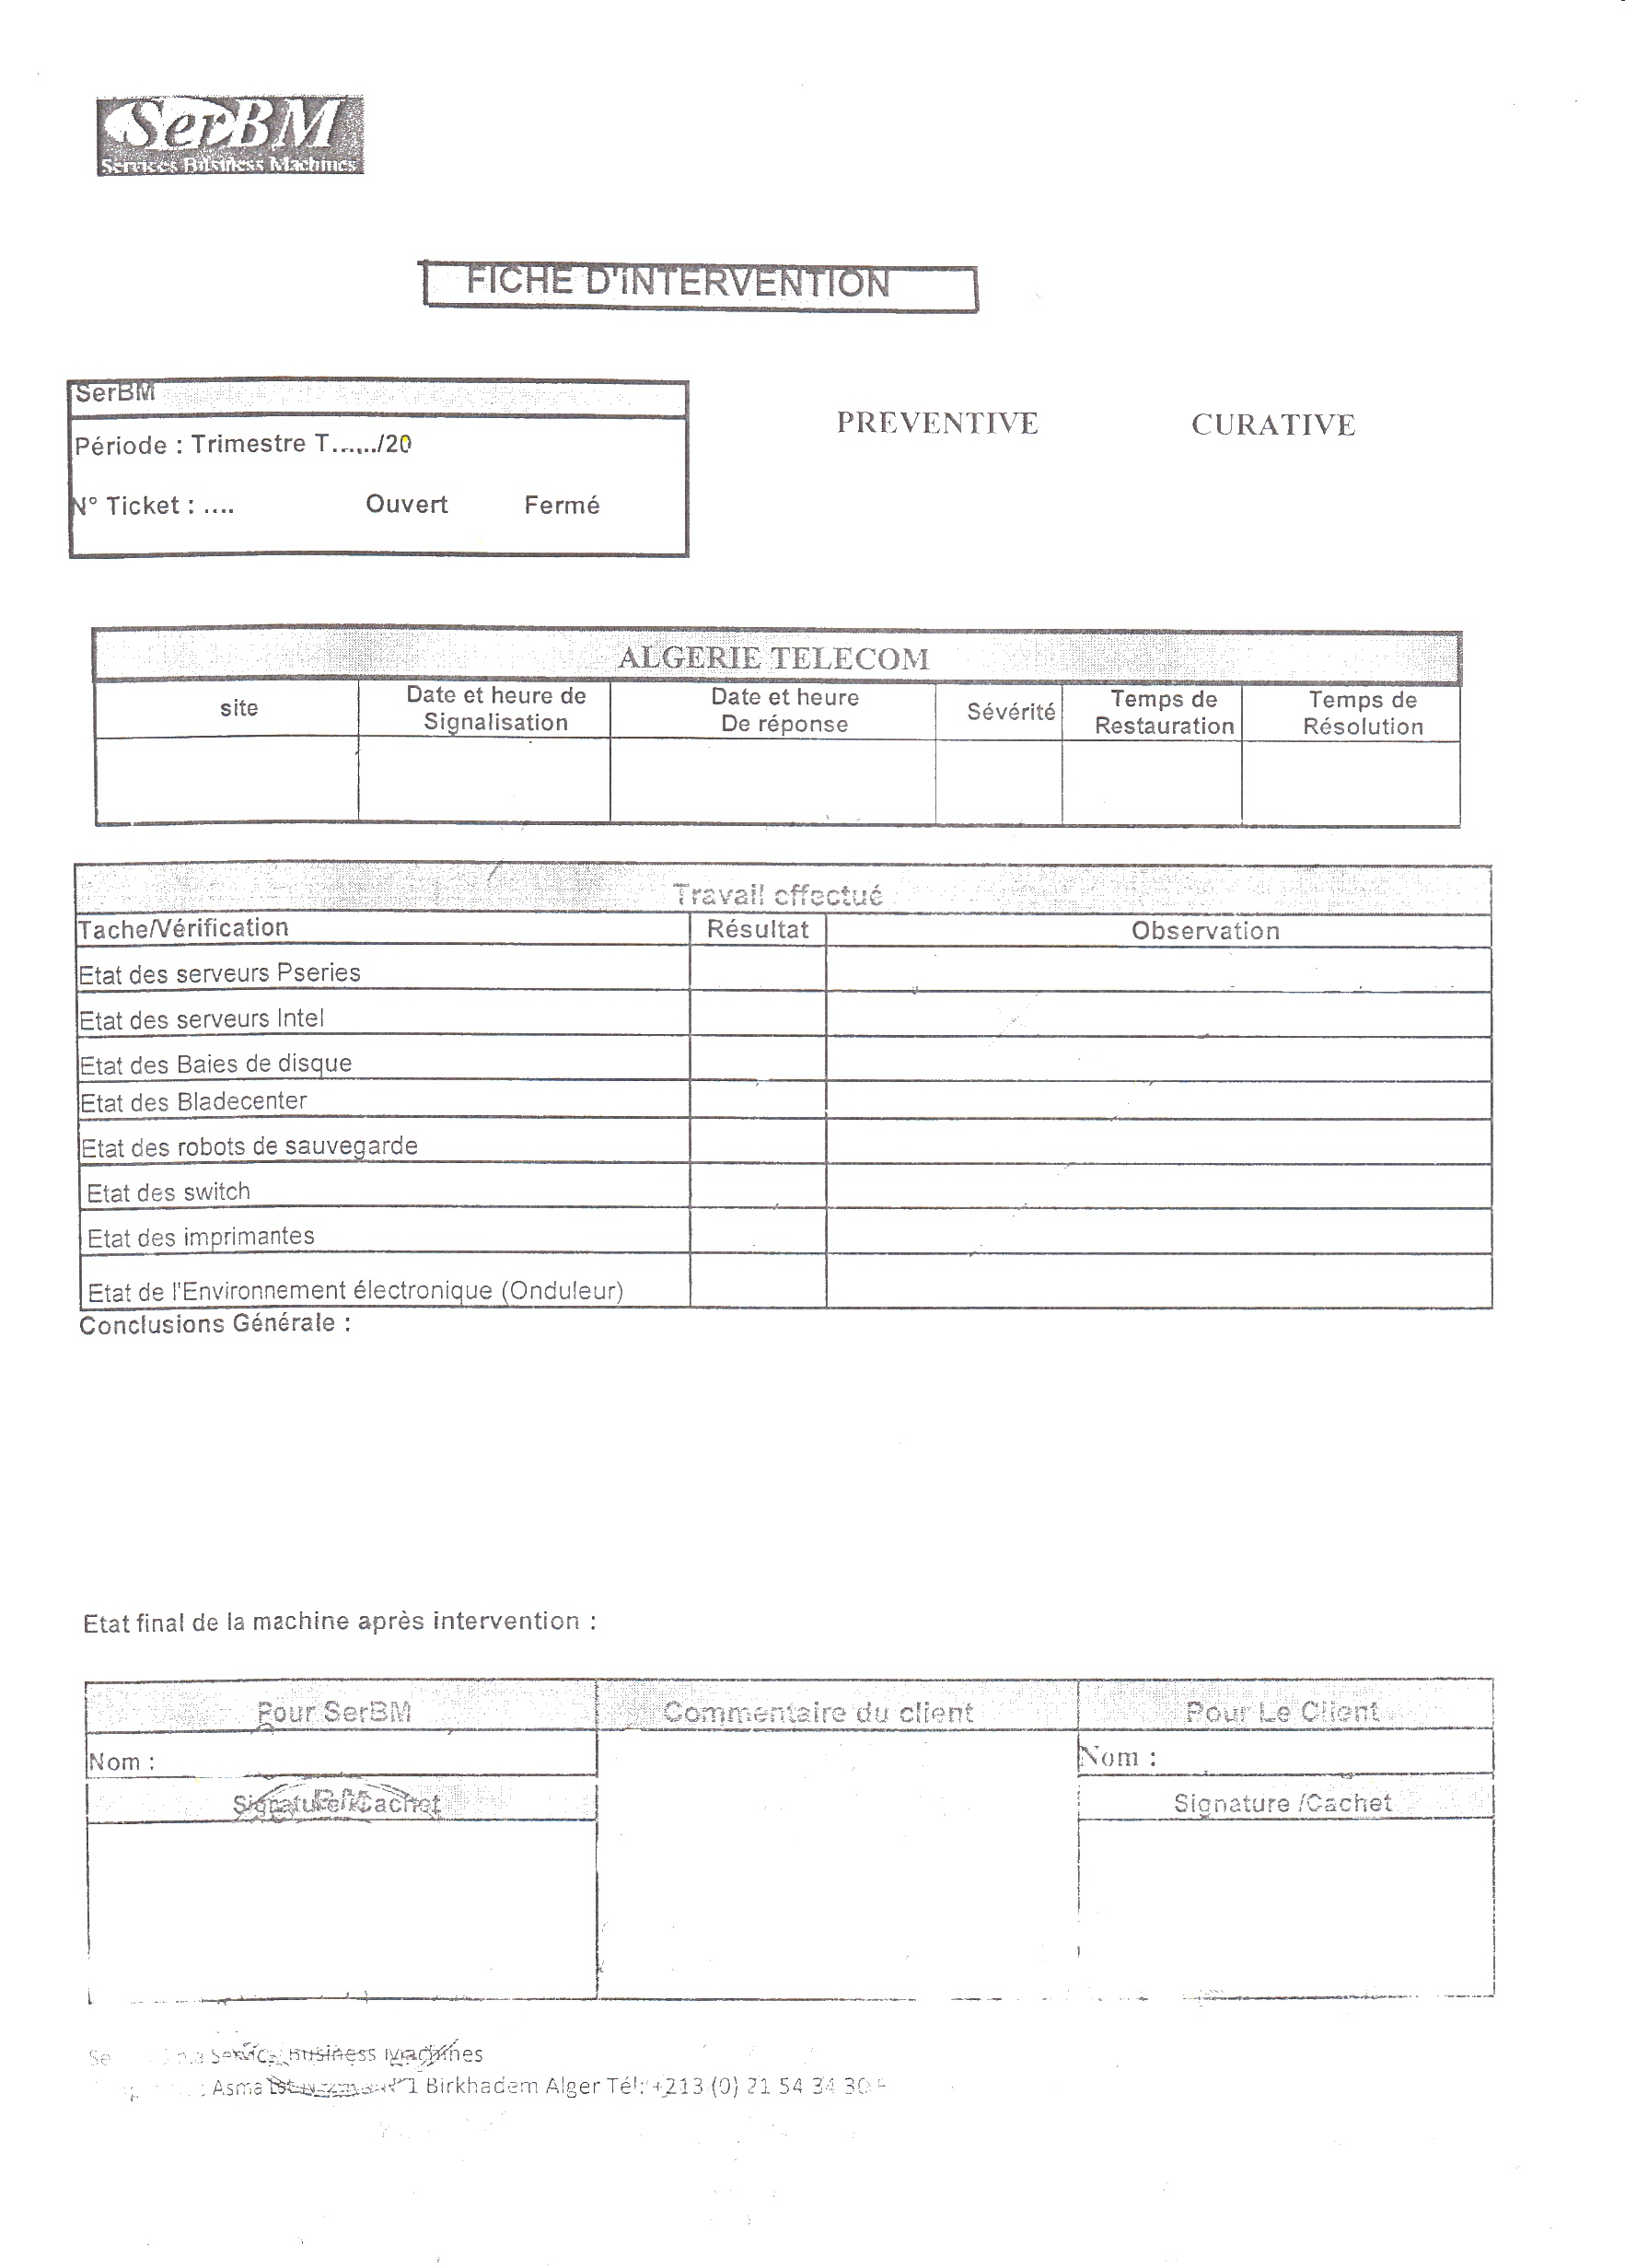 SerBM
Services Business Machines
FICHE D'INTERVENTION
SerBM
Période : Trimestre T....../20
N° Ticket : .... Ouvert Fermé
PREVENTIVE CURATIVE
ALGERIE TELECOM
site Date et heure de Signalisation Date et heure De réponse Sévérité Temps de Restauration Temps de Résolution
Travail effectué
Tache/Vérification Résultat Observation
Etat des serveurs Pseries
Etat des serveurs Intel
Etat des Baies de disque
Etat des Bladecenter
Etat des robots de sauvegarde
Etat des switch
Etat des imprimantes
Etat de l'Environnement électronique (Onduleur)
Conclusions Générale :
Etat final de la machine après intervention :
Pour SerBM Commentaire du client Pour Le Client
Nom : Nom :
Signature/Cachet Signature /Cachet
Business Machines
Asma 1 Birkhadem Alger Tél: +213 (0) 21 54 34 30